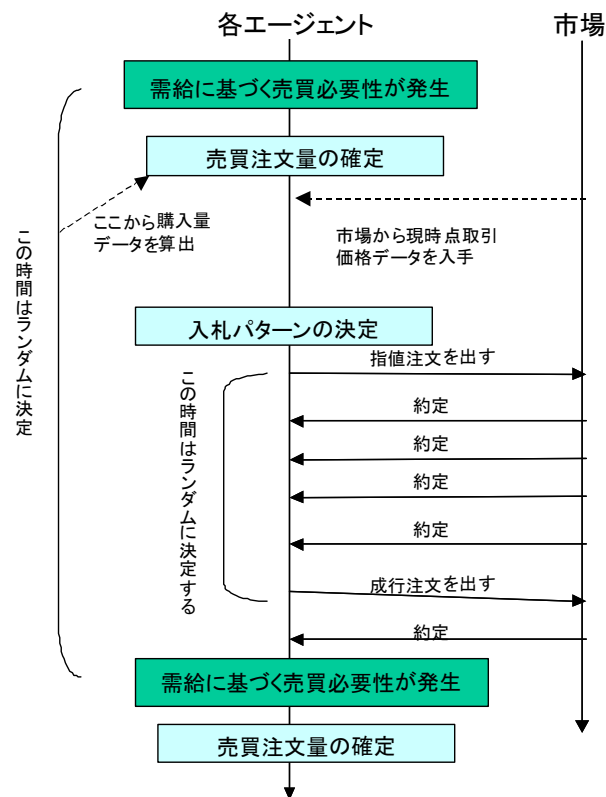 各エージェント
市場
需給に基づく売買必要性が発生
売買注文量の確定
ここから購入量
データを算出
市場から現時点取引
価格データを入手
この時間はランダムに決定
入札パターンの決定
指値注文を出す
この時間はランダムに決定する
約定
約定
約定
約定
成行注文を出す
約定
需給に基づく売買必要性が発生
売買注文量の確定